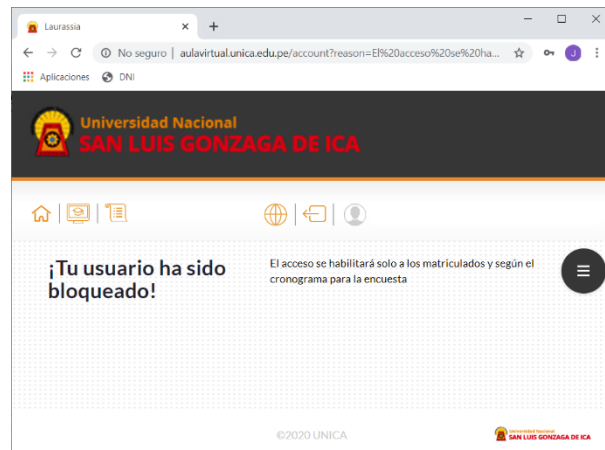 Laurassia
No seguro | aulavirtual.unica.edu.pe/account?reason=El%20acceso%20se%20ha...
J
Aplicaciones DNI
Universidad Nacional
SAN LUIS GONZAGA DE ICA
¡Tu usuario ha sido
bloqueado!
El acceso se habilitará solo a los matriculados y según el
cronograma para la encuesta
©2020 UNICA
Universidad Nacional
SAN LUIS GONZAGA DE ICA